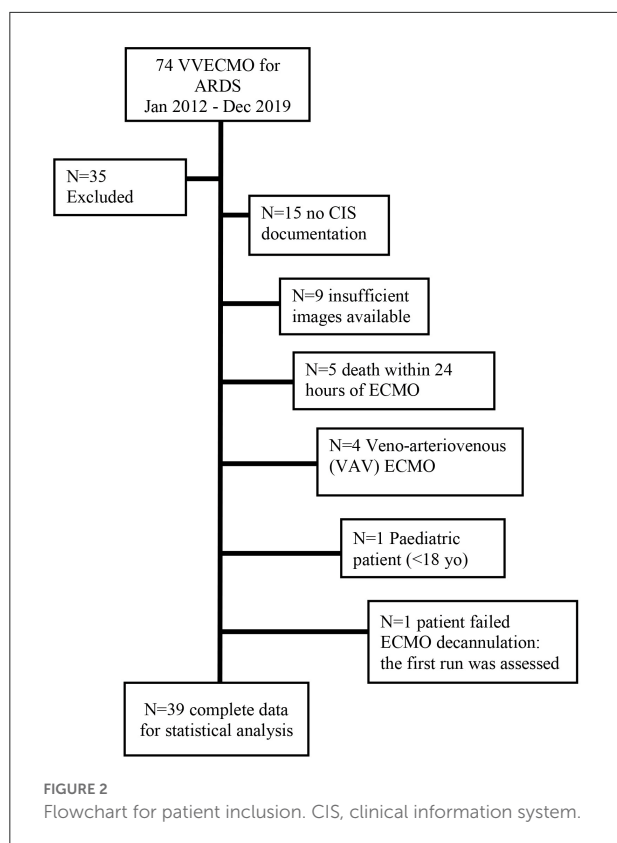 74 VVECMO for
ARDS
Jan 2012 - Dec 2019
N=35
Excluded
N=15 no CIS
documentation
N=9 insufficient
images available
N=5 death within 24
hours of ECMO
N=4 Veno-arteriovenous
(VAV) ECMO
N=1 Paediatric
patient (<18 yo)
N=1 patient failed
ECMO decannulation:
the first run was assessed
N=39 complete data
for statistical analysis
FIGURE 2
Flowchart for patient inclusion. CIS, clinical information system.